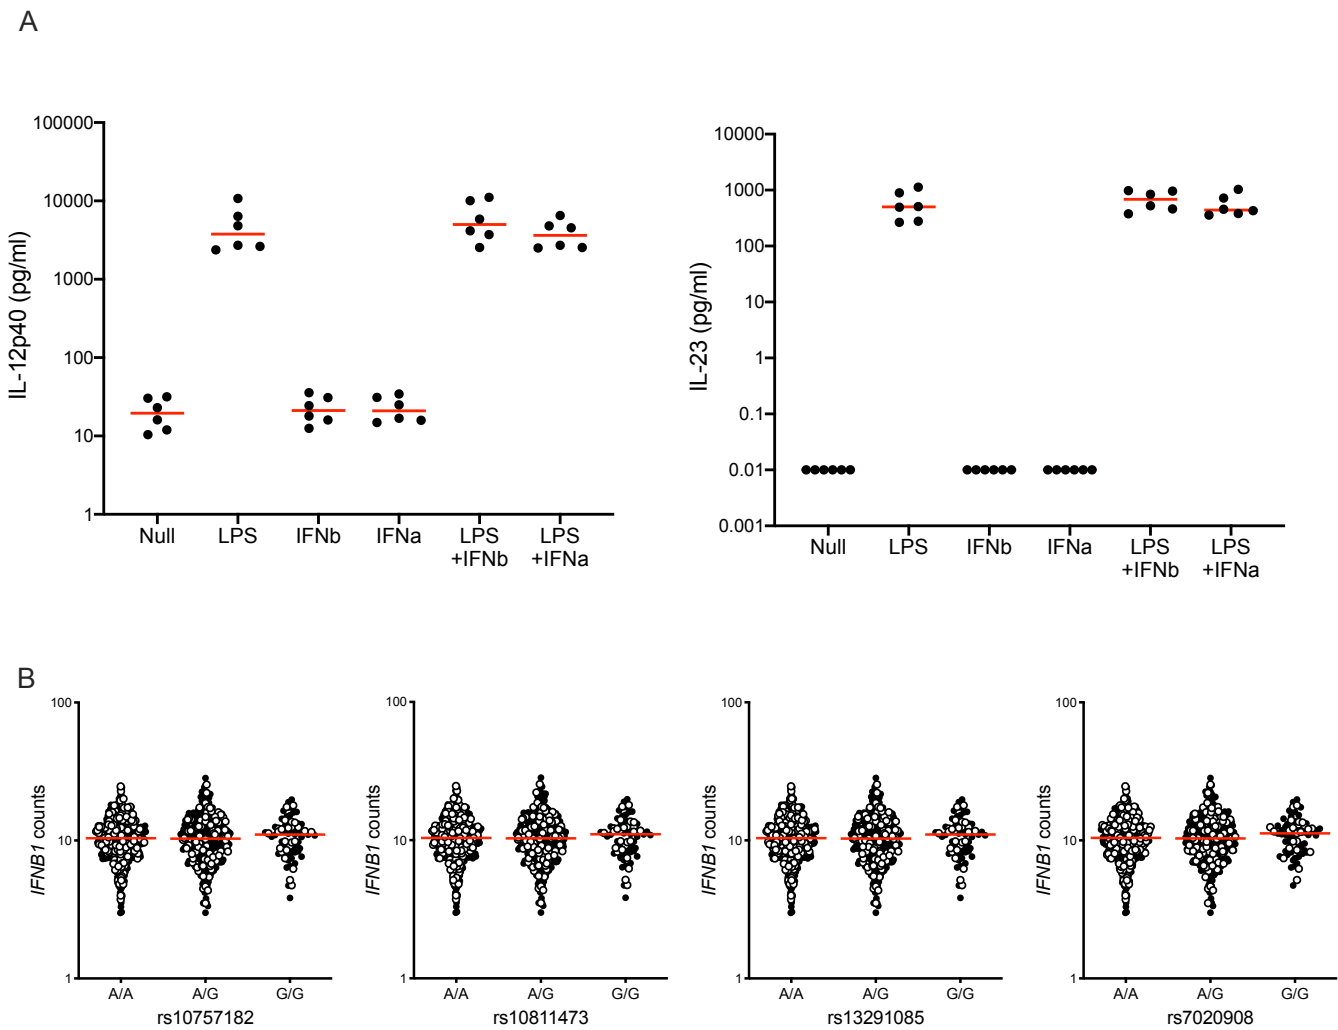 A
IL-12p40 (pg/ml)
100000
10000
1000
100
10
1
Null LPS IFNb IFNa LPS +IFNb LPS +IFNa
IL-23 (pg/ml)
10000
1000
100
10
1
0.1
0.01
0.001
Null LPS IFNb IFNa LPS +IFNb LPS +IFNa
B
IFNB1 counts
100
10
1
A/A A/G G/G
rs10757182
IFNB1 counts
100
10
1
A/A A/G G/G
rs10811473
IFNB1 counts
100
10
1
A/A A/G G/G
rs13291085
IFNB1 counts
100
10
1
A/A A/G G/G
rs7020908